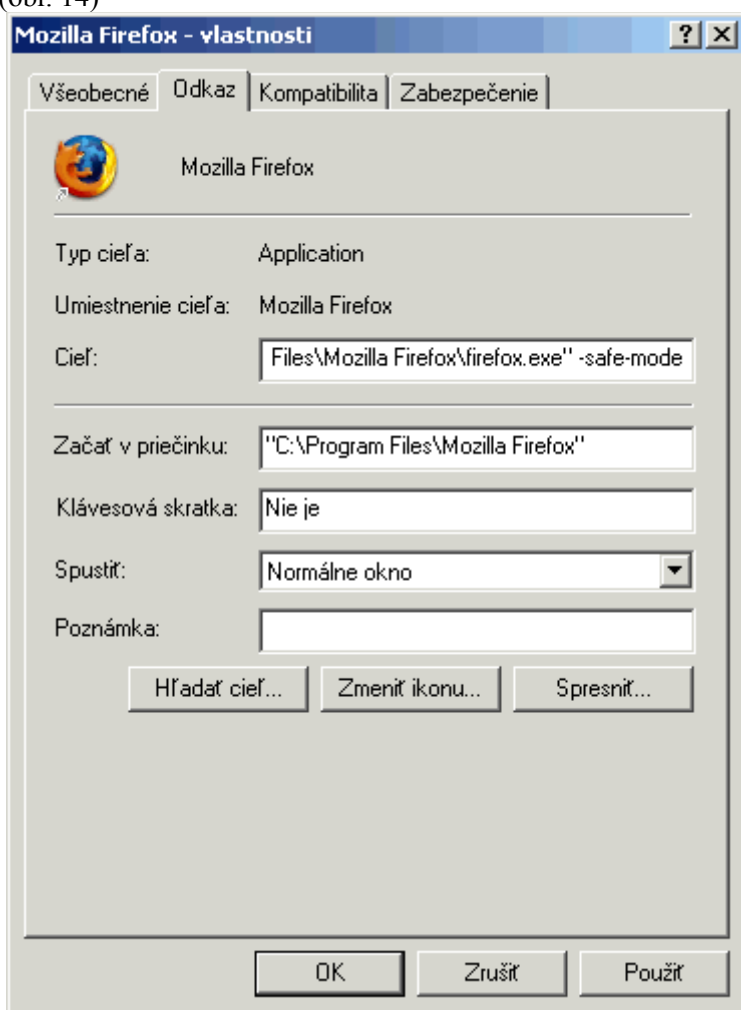 (obr. 14)
Mozilla Firefox - vlastnosti
Všeobecné Odkaz Kompatibilita Zabezpečenie
Mozilla Firefox
Typ cieľa: Application
Umiestnenie cieľa: Mozilla Firefox
Cieľ: Files\Mozilla Firefox\firefox.exe" -safe-mode
Začať v priečinku: "C:\Program Files\Mozilla Firefox"
Klávesová skratka: Nie je
Spustiť: Normálne okno
Poznámka:
Hľadať cieľ... Zmeniť ikonu... Spresniť...
OK Zrušiť Použiť